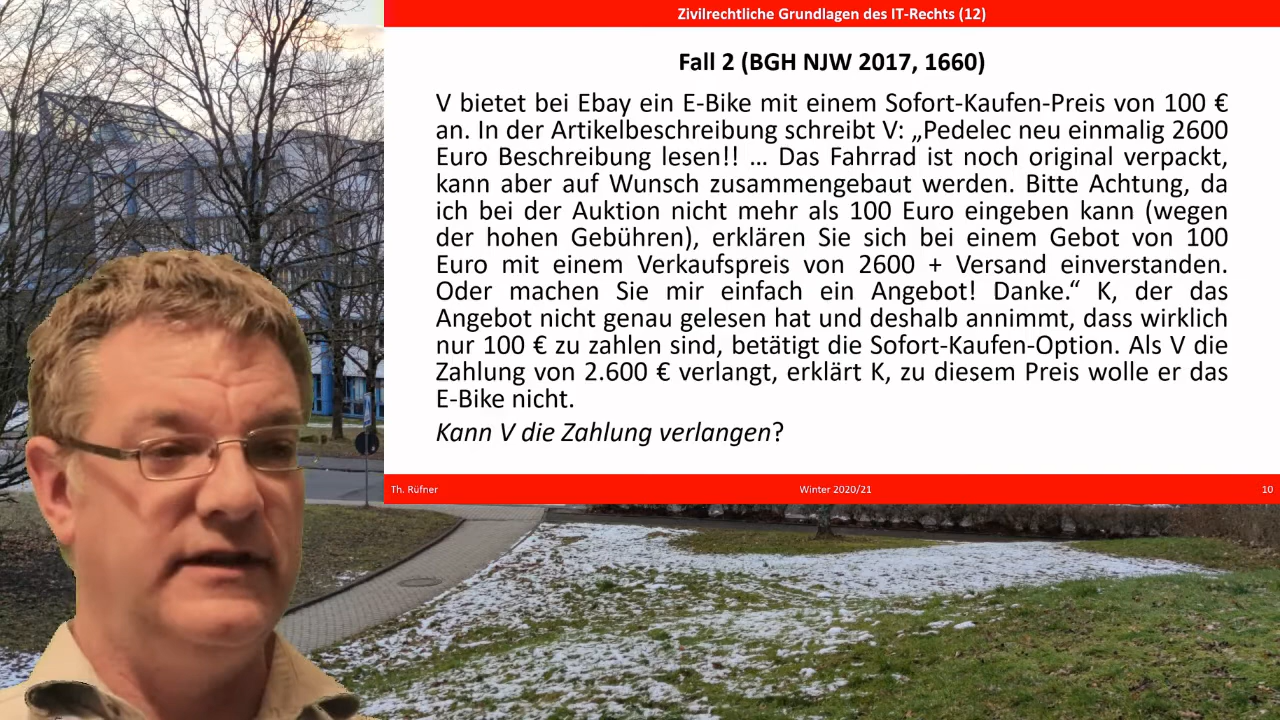 Zivilrechtliche Grundlagen des IT-Rechts (12)
Fall 2 (BGH NJW 2017, 1660)
V bietet bei Ebay ein E-Bike mit einem Sofort-Kaufen-Preis von 100 €
an. In der Artikelbeschreibung schreibt V: „Pedelec neu einmalig 2600
Euro Beschreibung lesen!! ... Das Fahrrad ist noch original verpackt,
kann aber auf Wunsch zusammengebaut werden. Bitte Achtung, da
ich bei der Auktion nicht mehr als 100 Euro eingeben kann (wegen
der hohen Gebühren), erklären Sie sich bei einem Gebot von 100
Euro mit einem Verkaufspreis von 2600 + Versand einverstanden.
Oder machen Sie mir einfach ein Angebot! Danke.“ K, der das
Angebot nicht genau gelesen hat und deshalb annimmt, dass wirklich
nur 100 € zu zahlen sind, betätigt die Sofort-Kaufen-Option. Als V die
Zahlung von 2.600 € verlangt, erklärt K, zu diesem Preis wolle er das
E-Bike nicht.
Kann V die Zahlung verlangen?
Th. Rüfner
Winter 2020/21
10